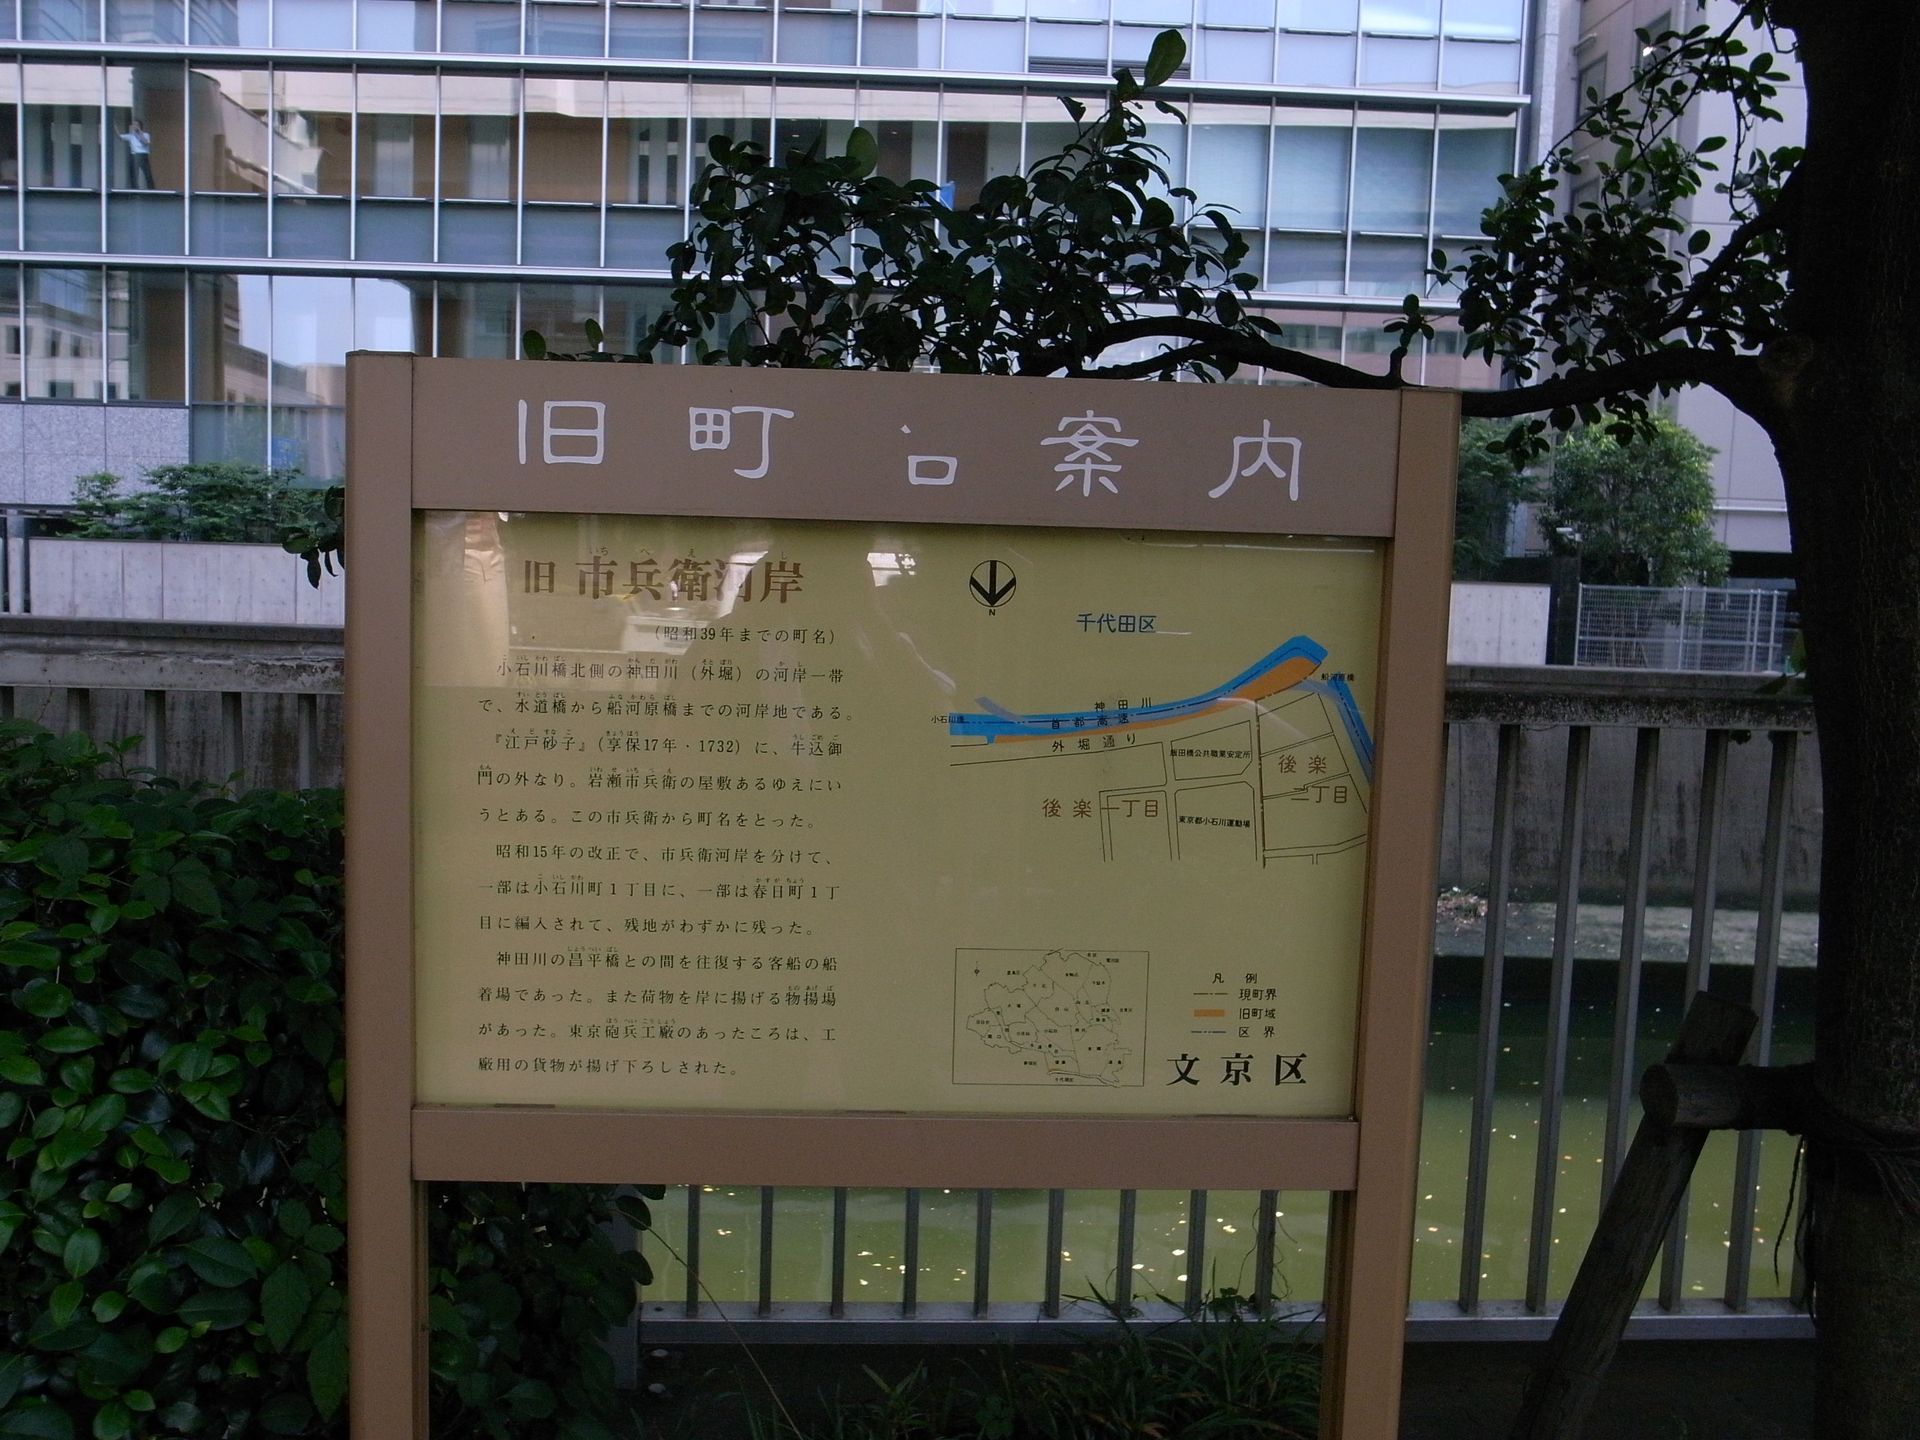 旧町名案内
旧 市兵衛河岸
(昭和39年までの町名)
小石川橋北側の神田川(外堀)の河岸一帯
で、水道橋から船河原橋までの河岸地である。
『江戸砂子』(享保17年・1732)に、牛込御
門の外なり。岩瀬市兵衛の屋敷あるゆえにい
うとある。この市兵衛から町名をとった。
昭和15年の改正で、市兵衛河岸を分けて、
一部は小石川町1丁目に、一部は春日町1丁
目に編入されて、残地がわずかに残った。
神田川の昌平橋との間を往復する客船の船
着場であった。また荷物を岸に揚げる物揚場
があった。東京砲兵工廠のあったころは、工
廠用の貨物が揚げ下ろしされた。
N
千代田区
船河原橋
小石川橋
神田川
首都高速
外堀通り
飯田橋公共職業安定所
後楽
二丁目
後楽一丁目
東京都小石川運動場
凡例
現町界
旧町域
区界
文京区